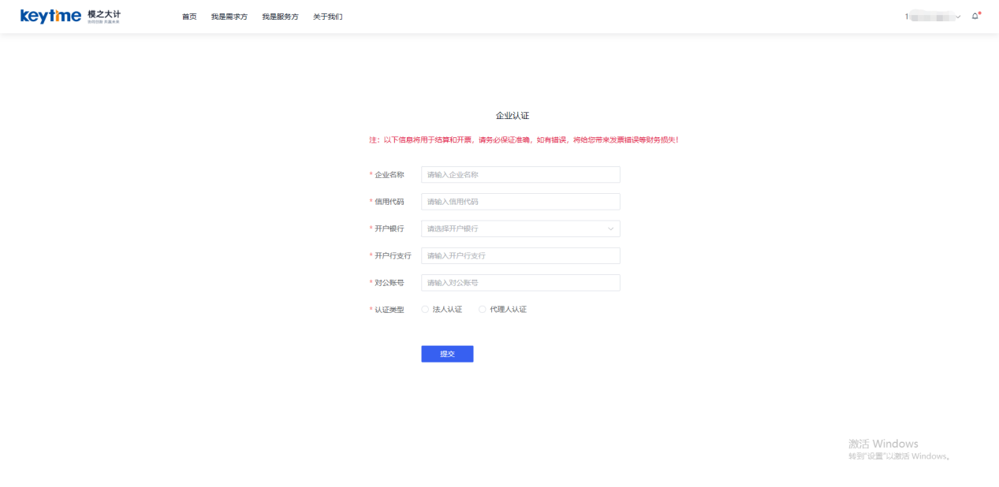 keytime 模之大计
首页 我是需求方 我是服务方 关于我们
1
企业认证
注：以下信息将用于结算和开票，请务必保证准确，如有错误，将给您带来发票错误等财务损失！
* 企业名称 请输入企业名称
* 信用代码 请输入信用代码
* 开户银行 请选择开户银行
* 开户行支行 请输入开户行支行
* 对公账号 请输入对公账号
* 认证类型 法人认证 代理人认证
提交
激活 Windows
转到"设置"以激活 Windows。